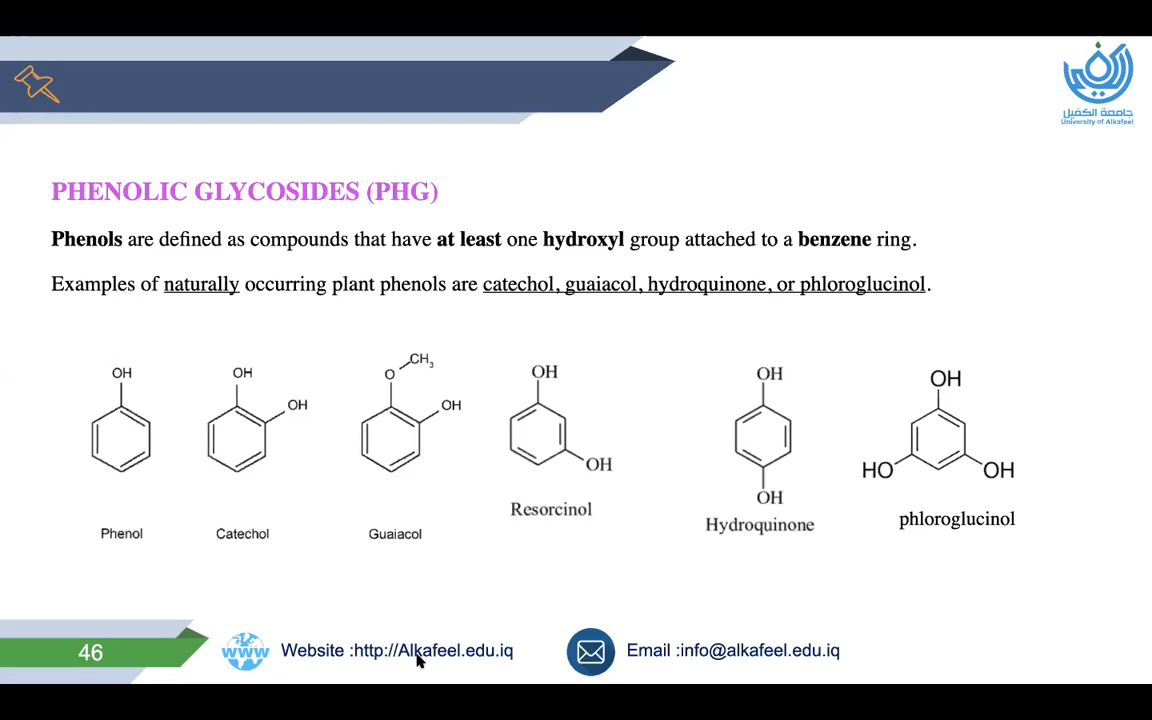 جامعة الكفيل
University of Alkafeel
PHENOLIC GLYCOSIDES (PHG)
Phenols are defined as compounds that have at least one hydroxyl group attached to a benzene ring.
Examples of naturally occurring plant phenols are catechol, guaiacol, hydroquinone, or phloroglucinol.
OH
Phenol
OH
OH
Catechol
CH3
O
OH
Guaiacol
OH
OH
Resorcinol
OH
OH
Hydroquinone
OH
HO
OH
phloroglucinol
46
www
Website :http://Alkafeel.edu.iq
Email :info@alkafeel.edu.iq